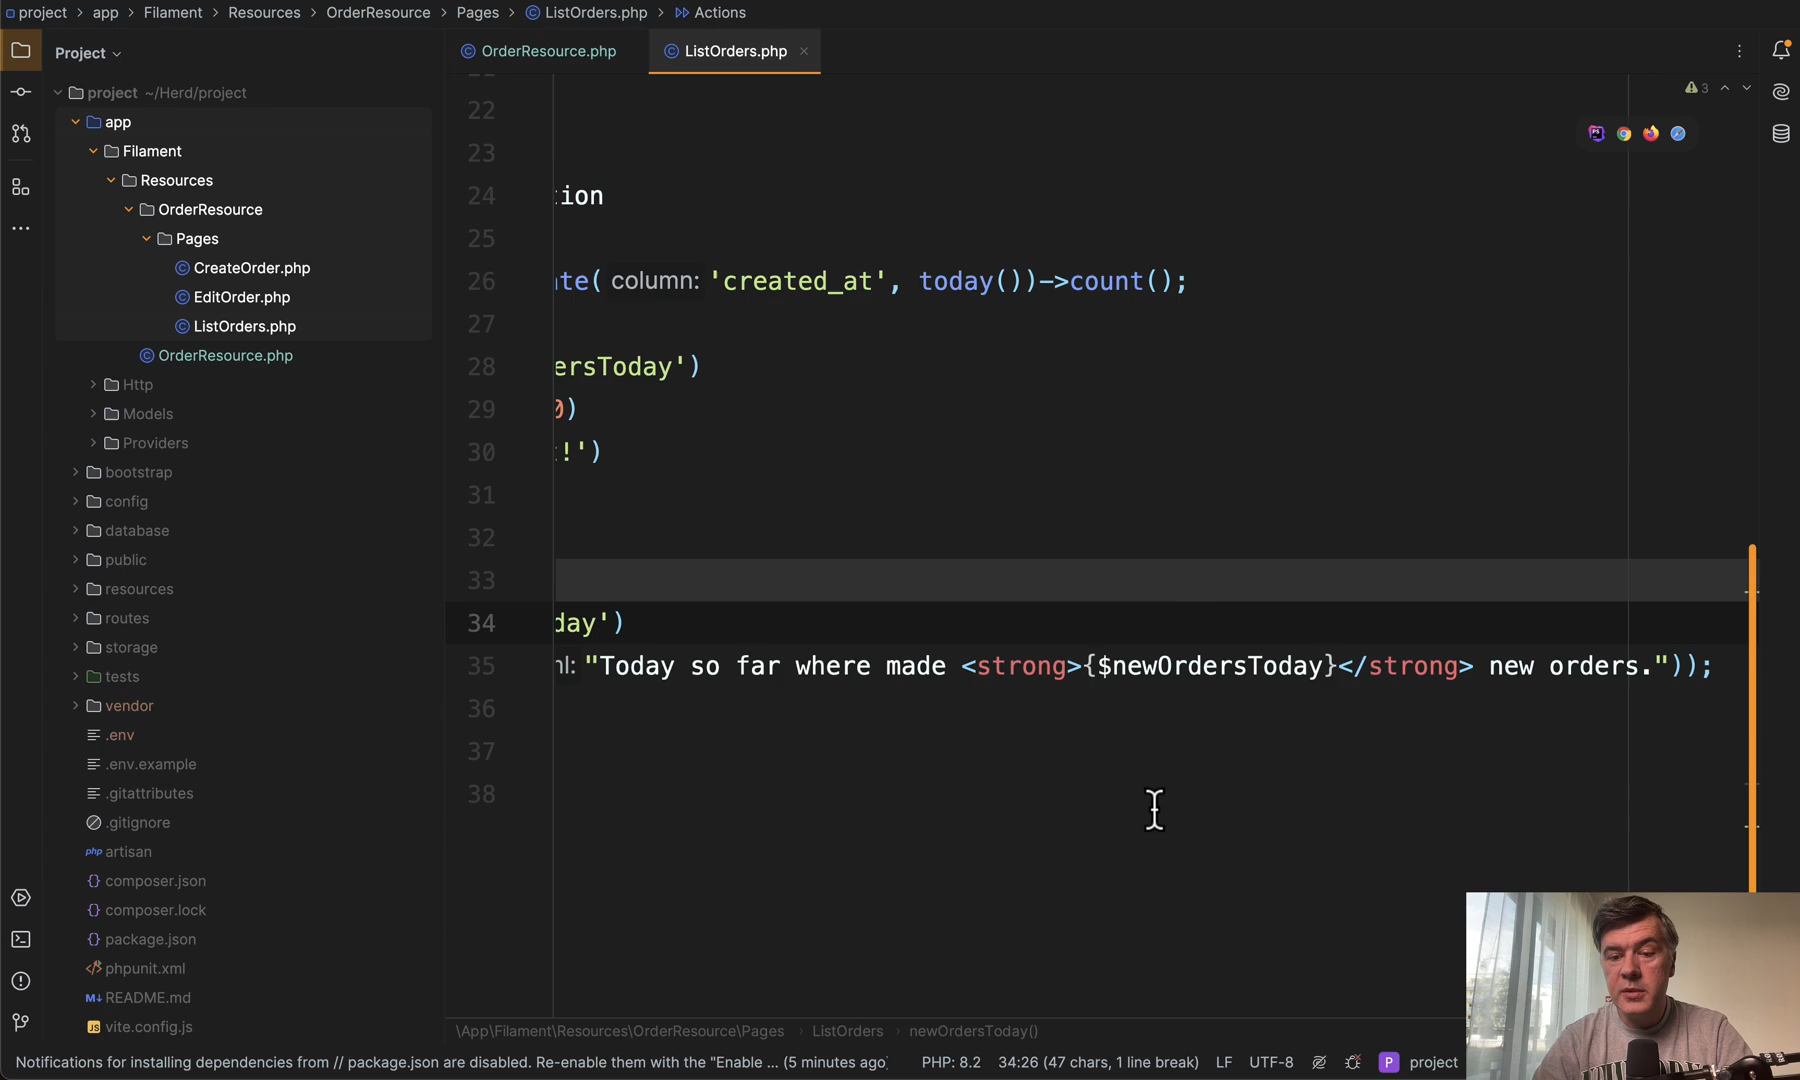 project > app > Filament > Resources > OrderResource > Pages > ListOrders.php > Actions
Project
OrderResource.php
ListOrders.php
project ~/Herd/project
app
Filament
Resources
OrderResource
Pages
CreateOrder.php
EditOrder.php
ListOrders.php
OrderResource.php
Http
Models
Providers
bootstrap
config
database
public
resources
routes
storage
tests
vendor
.env
.env.example
.gitattributes
.gitignore
php artisan
{} composer.json
{} composer.lock
{} package.json
</> phpunit.xml
M↓ README.md
JS vite.config.js
3
22
23
24 tion
25
26 ate( column: 'created_at', today())->count();
27
28 ersToday')
29 0)
30 !')
31
32
33
34 day')
35 ml: "Today so far where made <strong>{$newOrdersToday}</strong> new orders."));
36
37
38
\App\Filament\Resources\OrderResource\Pages > ListOrders > newOrdersToday()
Notifications for installing dependencies from // package.json are disabled. Re-enable them with the "Enable ... (5 minutes ago)
PHP: 8.2
34:26 (47 chars, 1 line break)
LF
UTF-8
P project